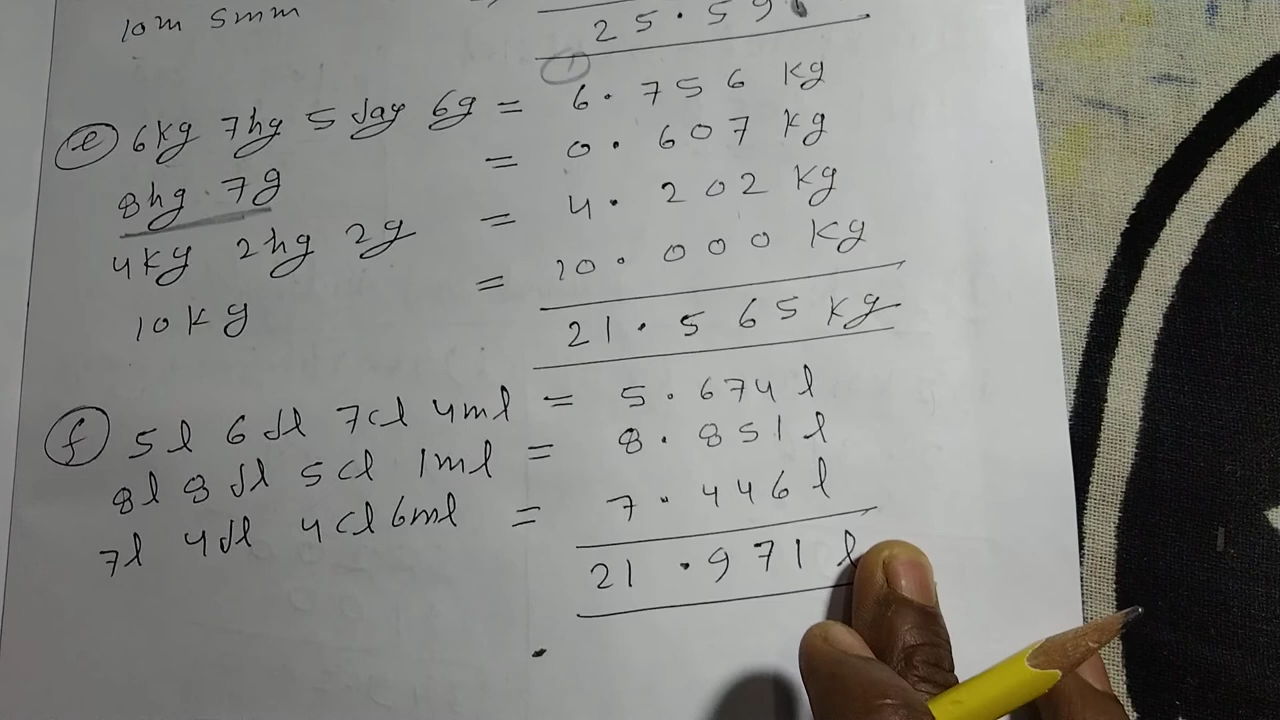 10m 5mm
25.59
(e) 6kg 7hg 5dag 6g = 6.756 kg
8hg 7g = 0.607 kg
4kg 2hg 2g = 4.202 kg
10kg = 10.000 kg
21.565 kg
(f) 5l 6dl 7cl 4ml = 5.674 l
8l 8dl 5cl 1ml = 8.851 l
7l 4dl 4cl 6ml = 7.446 l
21.971 l